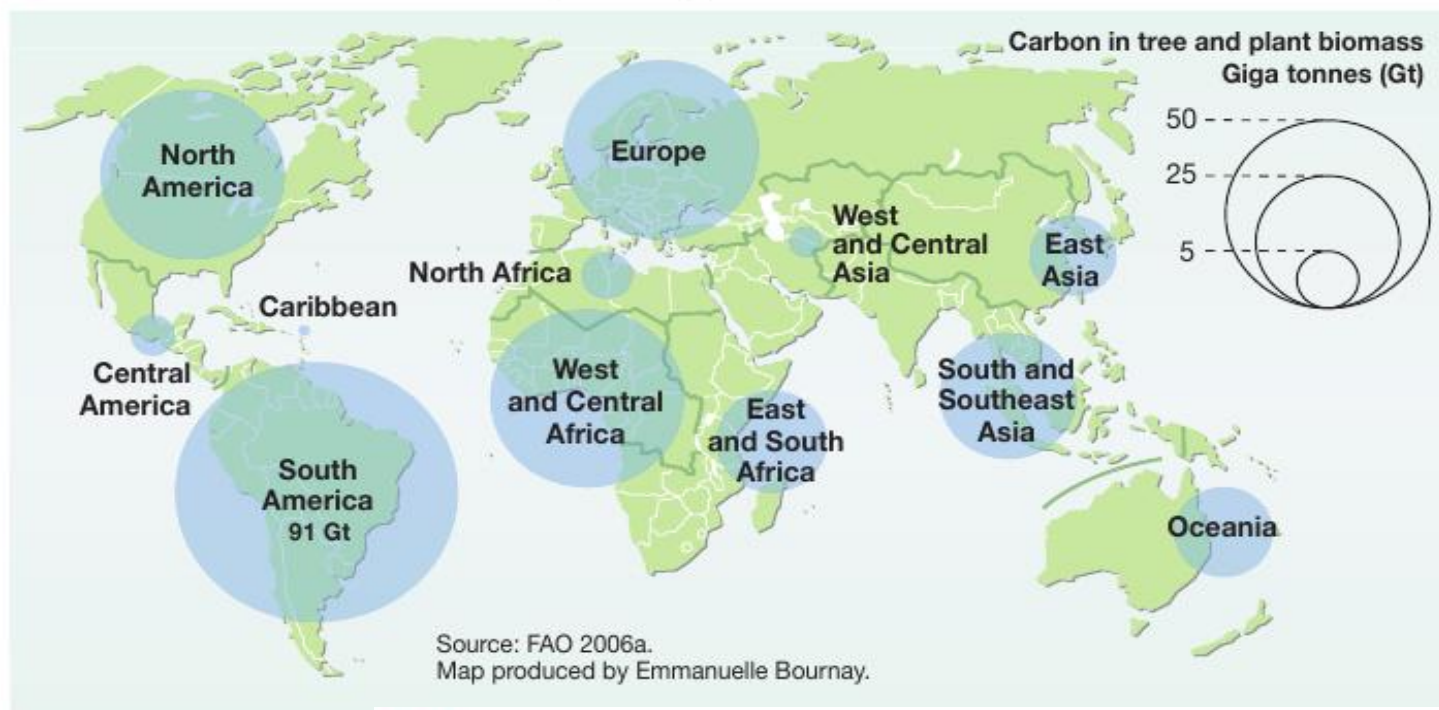 Carbon in tree and plant biomass
Giga tonnes (Gt)
50
25
5
North
America
Europe
West
and Central
Asia
East
Asia
North Africa
Caribbean
Central
America
West
and Central
Africa
East
and South
Africa
South and
Southeast
Asia
South
America
91 Gt
Oceania
Source: FAO 2006a.
Map produced by Emmanuelle Bournay.